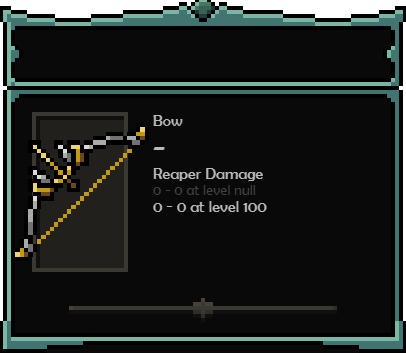 Bow
–
Reaper Damage
0 - 0 at level null
0 - 0 at level 100